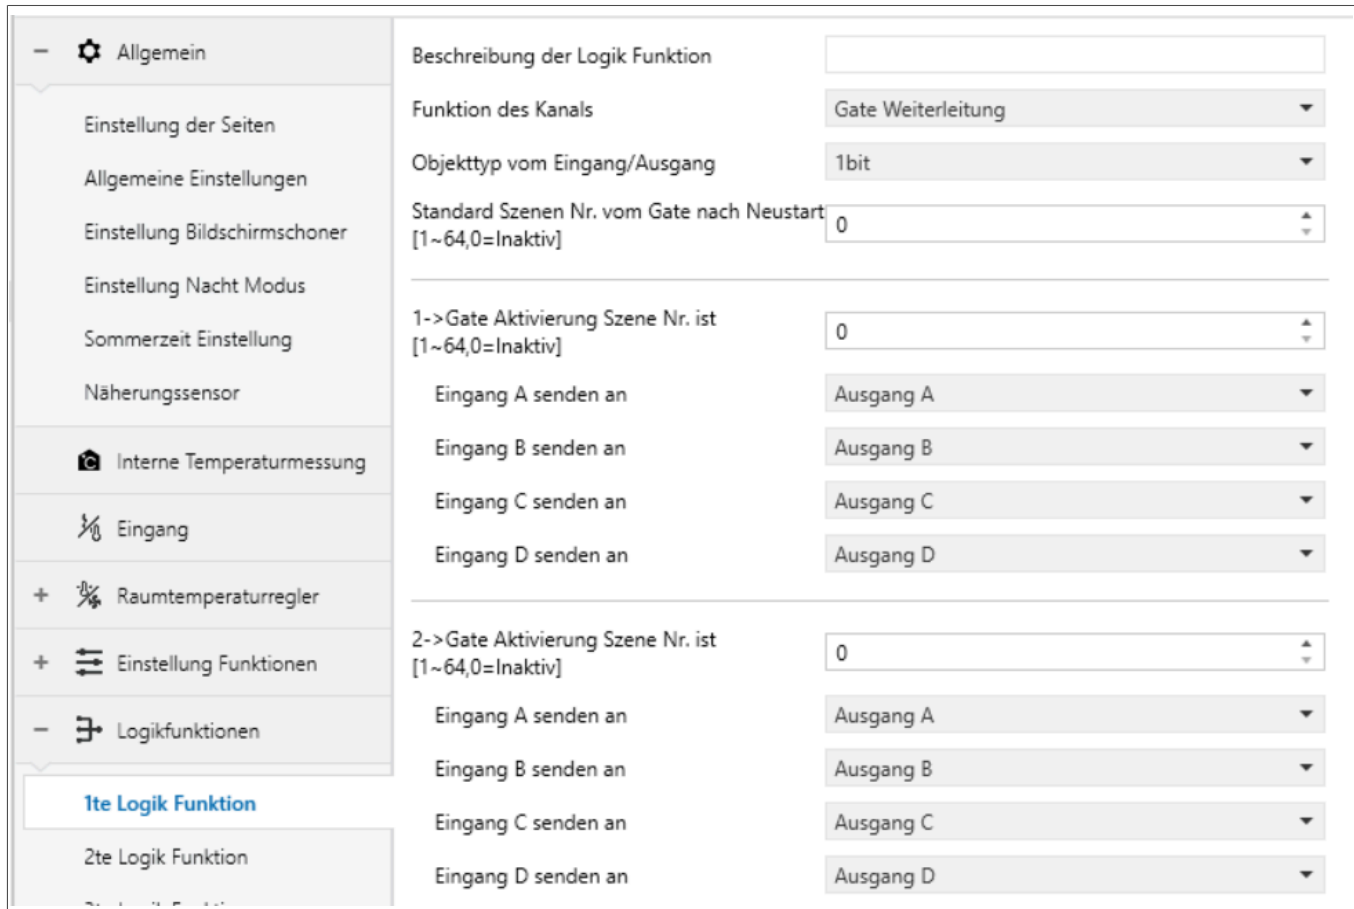 Allgemein
Einstellung der Seiten
Allgemeine Einstellungen
Einstellung Bildschirmschoner
Einstellung Nacht Modus
Sommerzeit Einstellung
Näherungssensor
Interne Temperaturmessung
Eingang
Raumtemperaturregler
Einstellung Funktionen
Logikfunktionen
1te Logik Funktion
2te Logik Funktion
Beschreibung der Logik Funktion
Funktion des Kanals
Gate Weiterleitung
Objekttyp vom Eingang/Ausgang
1bit
Standard Szenen Nr. vom Gate nach Neustart
[1~64,0=Inaktiv]
0
1->Gate Aktivierung Szene Nr. ist
[1~64,0=Inaktiv]
0
Eingang A senden an
Ausgang A
Eingang B senden an
Ausgang B
Eingang C senden an
Ausgang C
Eingang D senden an
Ausgang D
2->Gate Aktivierung Szene Nr. ist
[1~64,0=Inaktiv]
0
Eingang A senden an
Ausgang A
Eingang B senden an
Ausgang B
Eingang C senden an
Ausgang C
Eingang D senden an
Ausgang D